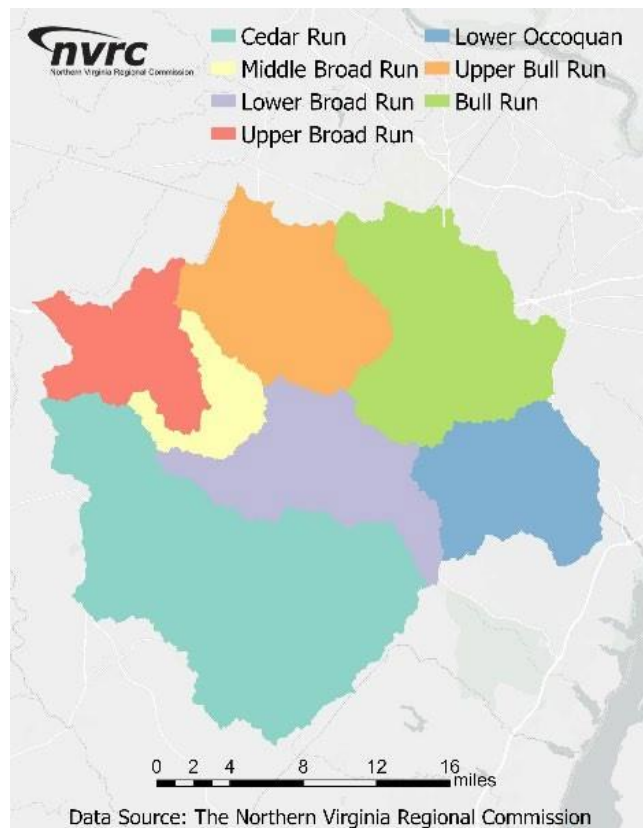 nvrc
Northern Virginia Regional Commission
Cedar Run
Middle Broad Run
Lower Broad Run
Upper Broad Run
Lower Occoquan
Upper Bull Run
Bull Run
0 2 4 8 12 16
miles
Data Source: The Northern Virginia Regional Commission